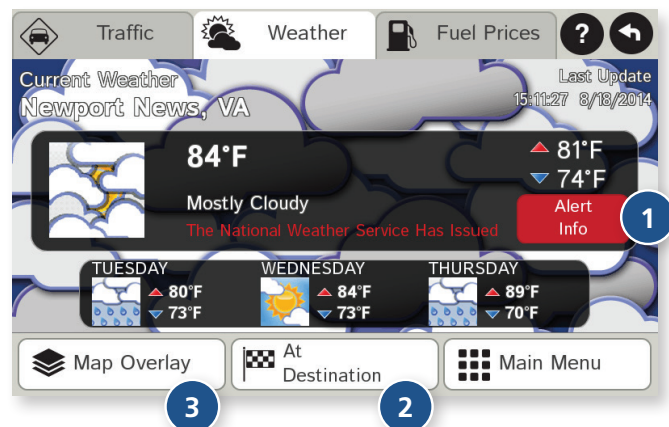 Traffic
Weather
Fuel Prices
?
Current Weather
Newport News, VA
Last Update
15:11:27 8/18/2014
84°F
81°F
74°F
Mostly Cloudy
The National Weather Service Has Issued
Alert
Info
1
TUESDAY
80°F
73°F
WEDNESDAY
84°F
73°F
THURSDAY
89°F
70°F
Map Overlay
At
Destination
Main Menu
3
2